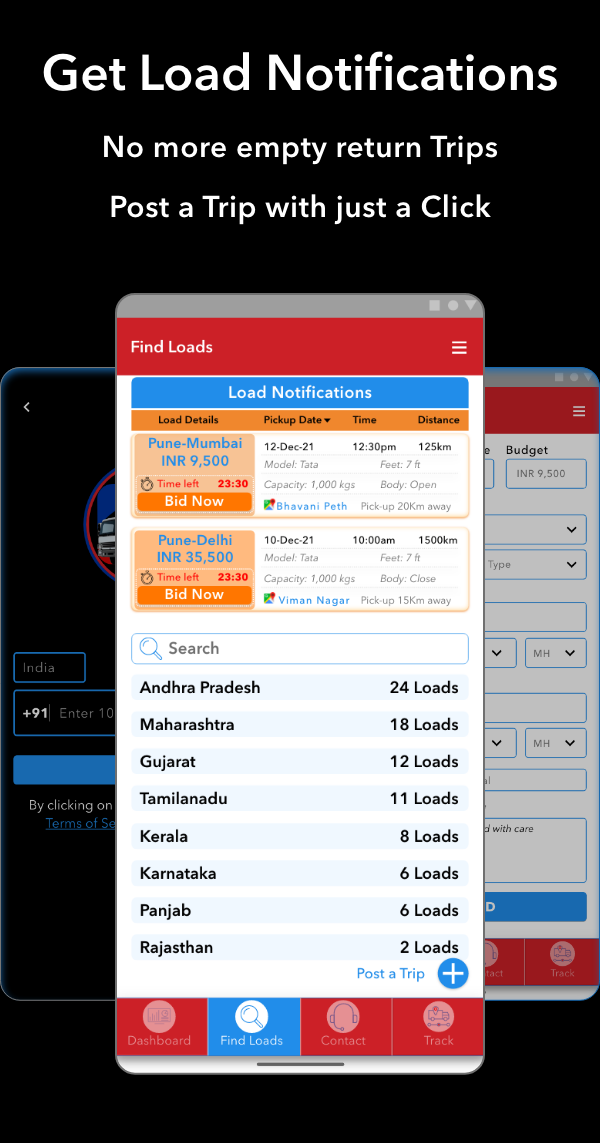 Get Load Notifications
No more empty return Trips
Post a Trip with just a Click
Find Loads
Load Notifications
Load Details Pickup Date Time Distance
Pune-Mumbai
INR 9,500
Time left 23:30
Bid Now
12-Dec-21 12:30pm 125km
Model: Tata Feet: 7 ft
Capacity: 1,000 kgs Body: Open
Bhavani Peth Pick-up 20Km away
Pune-Delhi
INR 35,500
Time left 23:30
Bid Now
10-Dec-21 10:00am 1500km
Model: Tata Feet: 7 ft
Capacity: 1,000 kgs Body: Close
Viman Nagar Pick-up 15Km away
Search
Andhra Pradesh 24 Loads
Maharashtra 18 Loads
Gujarat 12 Loads
Tamilanadu 11 Loads
Kerala 8 Loads
Karnataka 6 Loads
Panjab 6 Loads
Rajasthan 2 Loads
Post a Trip
Dashboard Find Loads Contact Track
India
+91 Enter 10
By clicking on
Terms of Se
Budget
INR 9,500
Type
MH
MH
d with care
D
tact Track